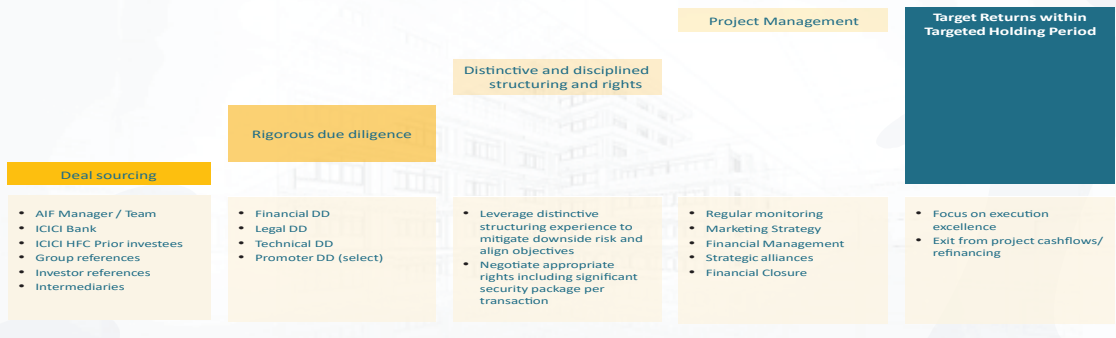 Deal sourcing
• AIF Manager / Team
• ICICI Bank
• ICICI HFC Prior investees
• Group references
• Investor references
• Intermediaries
Rigorous due diligence
• Financial DD
• Legal DD
• Technical DD
• Promoter DD (select)
Distinctive and disciplined
structuring and rights
• Leverage distinctive
structuring experience to
mitigate downside risk and
align objectives
• Negotiate appropriate
rights including significant
security package per
transaction
Project Management
• Regular monitoring
• Marketing Strategy
• Financial Management
• Strategic alliances
• Financial Closure
Target Returns within
Targeted Holding Period
• Focus on execution
excellence
• Exit from project cashflows/
refinancing